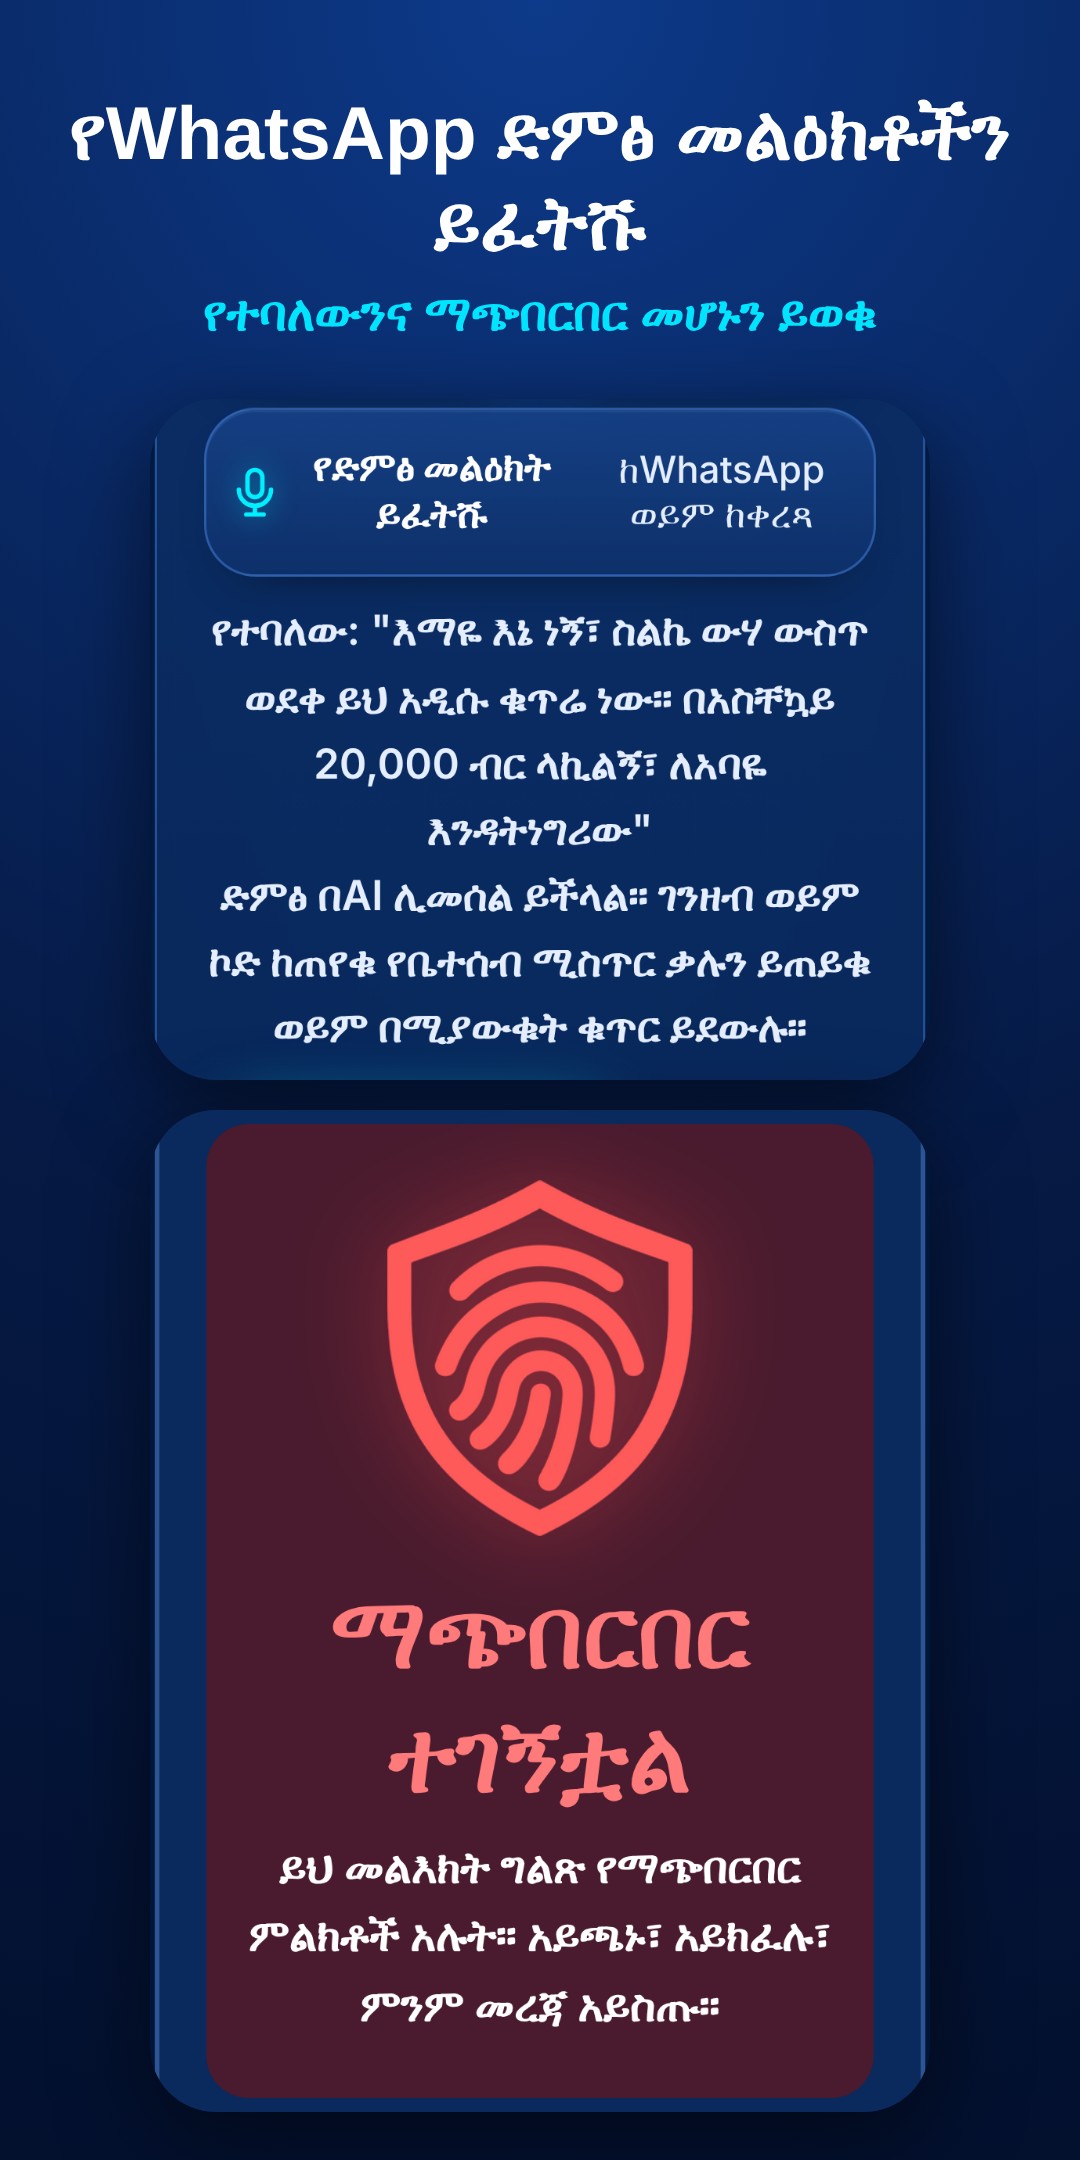 የWhatsApp ድምፅ መልዕክቶችን
ይፈትሹ
የተባለውንና ማጭበርበር መሆኑን ይወቁ
የድምፅ መልዕክት
ይፈትሹ
ከWhatsApp
ወይም ከቀረጻ
የተባለው: "እማዬ እኔ ነኝ፣ ስልኬ ውሃ ውስጥ
ወደቀ ይህ አዲሱ ቁጥሬ ነው። በአስቸኳይ
20,000 ብር ላኪልኝ፣ ለአባዬ
እንዳትነግሪው"
ድምፅ በAI ሊመሰል ይችላል። ገንዘብ ወይም
ኮድ ከጠየቁ የቤተሰብ ሚስጥር ቃሉን ይጠይቁ
ወይም በሚያውቁት ቁጥር ይደውሉ።
ማጭበርበር
ተገኝቷል
ይህ መልእክት ግልጽ የማጭበርበር
ምልክቶች አሉት። አይጫኑ፣ አይክፈሉ፣
ምንም መረጃ አይስጡ።